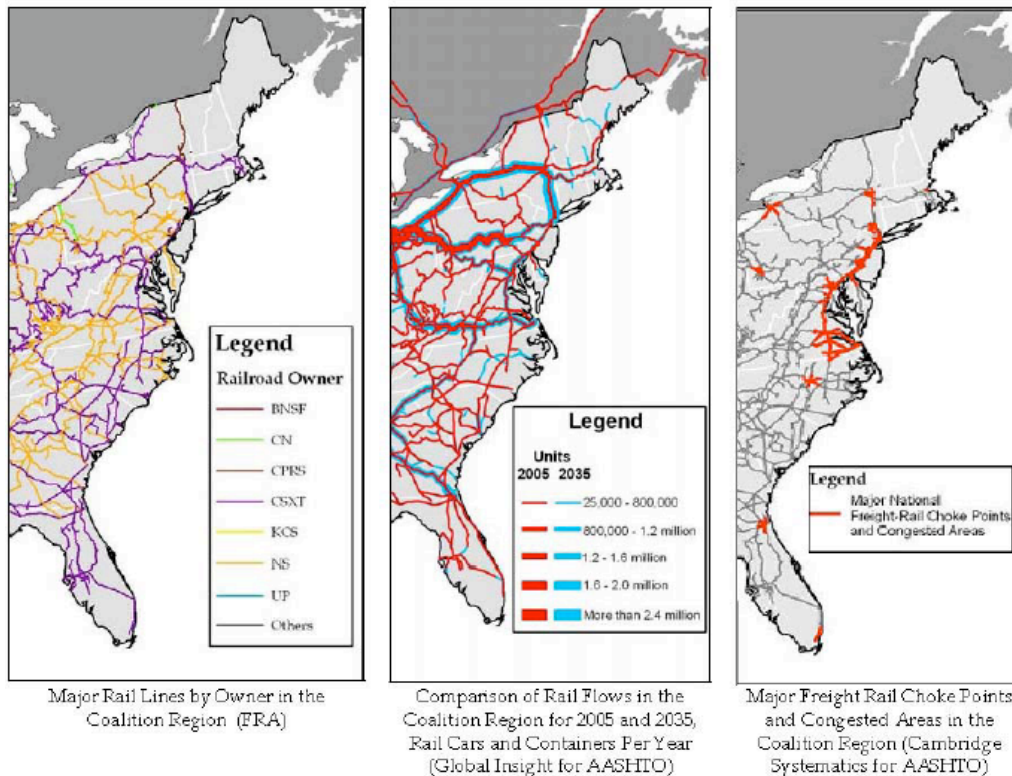 Legend
Railroad Owner
BNSF
CN
CPRS
CSXT
KCS
NS
UP
Others
Major Rail Lines by Owner in the
Coalition Region (FRA)
Legend
Units
2005 2035
25,000 - 800,000
800,000 - 1.2 million
1.2 - 1.6 million
1.6 - 2.0 million
More than 2.4 million
Comparison of Rail Flows in the
Coalition Region for 2005 and 2035,
Rail Cars and Containers Per Year
(Global Insight for AASHTO)
Legend
Major National
Freight-Rail Choke Points
and Congested Areas
Major Freight Rail Choke Points
and Congested Areas in the
Coalition Region (Cambridge
Systematics for AASHTO)